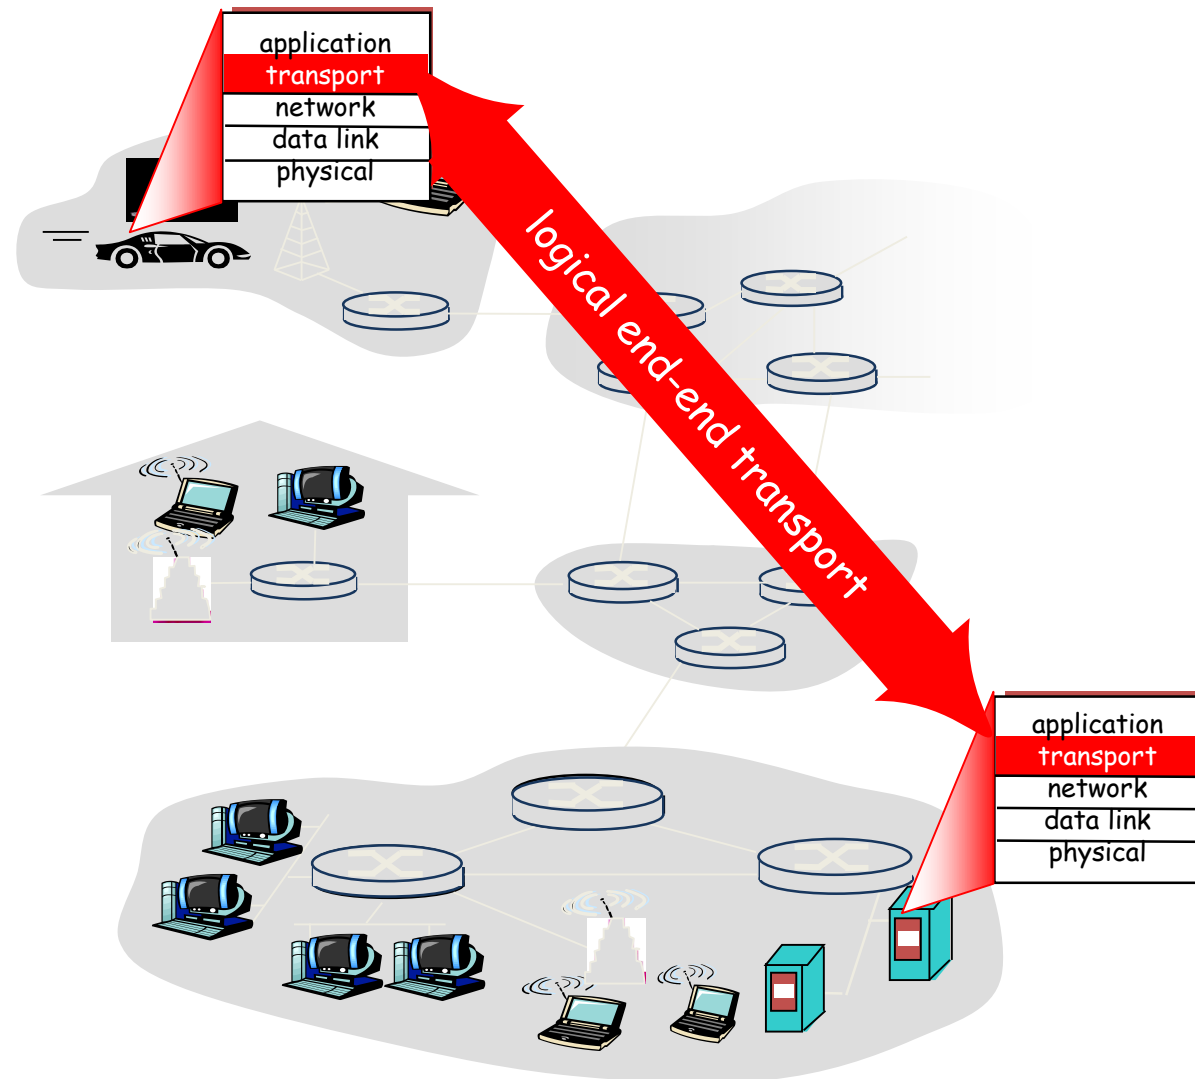 application
transport
network
data link
physical
logical end-end transport
application
transport
network
data link
physical